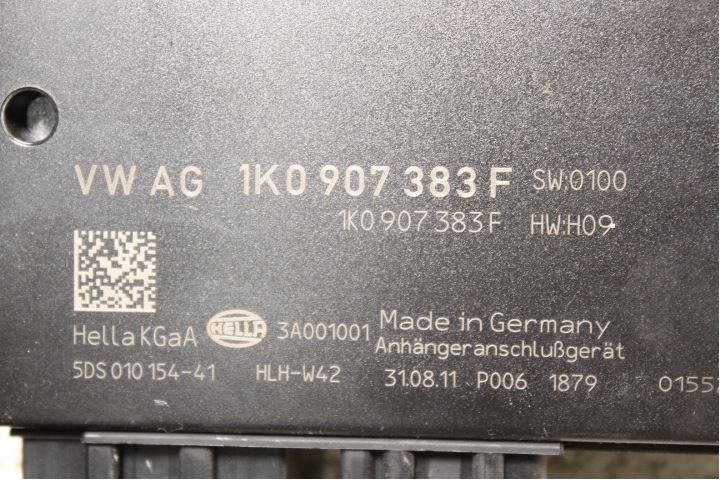 VW AG 1K0 907 383 F SW:0100
1K0 907 383 F HW:H09
Hella KGaA HELLA 3A001001 Made in Germany
Anhängeranschlußgerät
5DS 010 154-41 HLH-W42 31.08.11 P006 1879